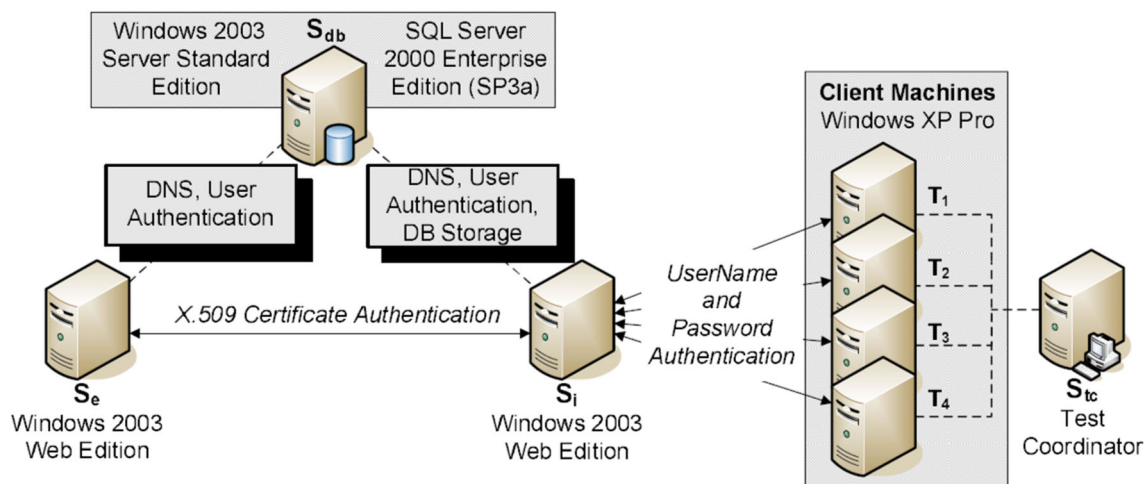 Windows 2003
Server Standard
Edition
Sdb
SQL Server
2000 Enterprise
Edition (SP3a)
DNS, User
Authentication
DNS, User
Authentication,
DB Storage
X.509 Certificate Authentication
Se
Windows 2003
Web Edition
Si
Windows 2003
Web Edition
UserName
and
Password
Authentication
Client Machines
Windows XP Pro
T1
T2
T3
T4
Stc
Test
Coordinator